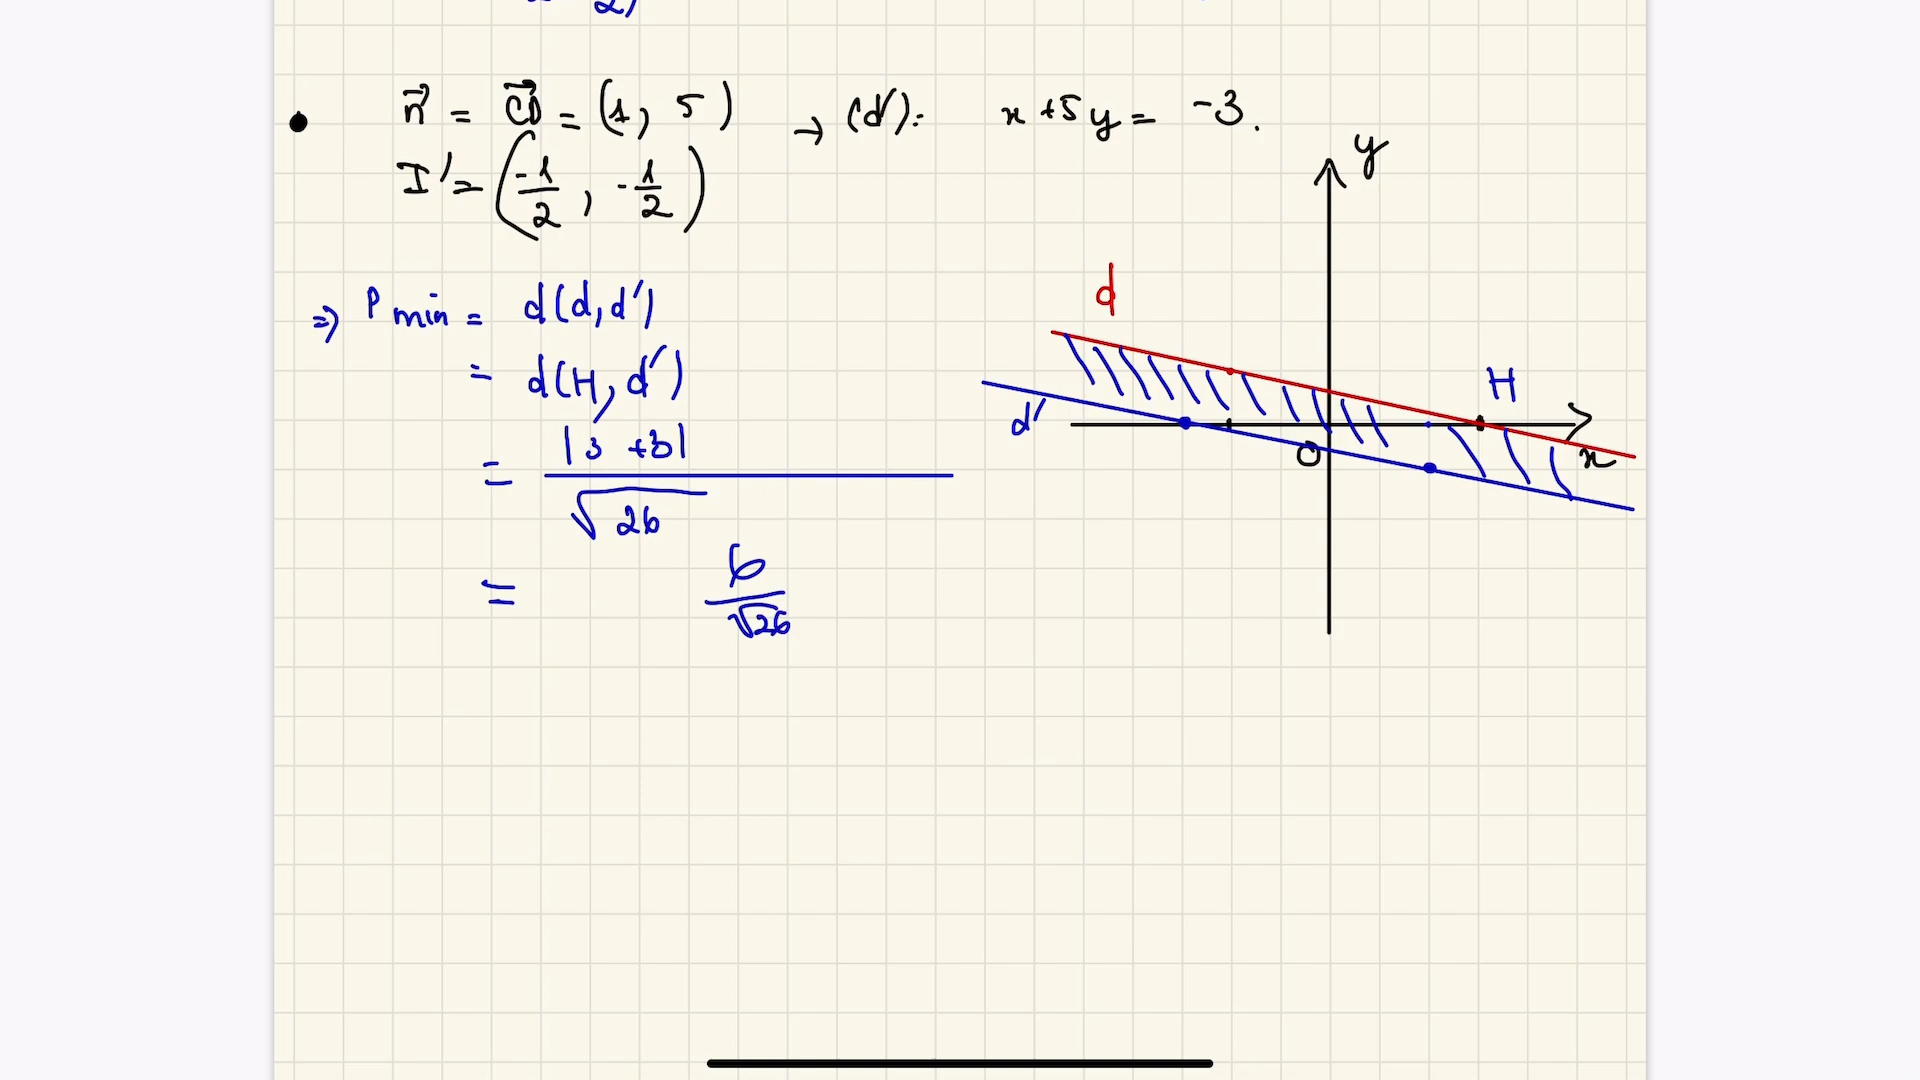 n⃗ = CD⃗ = (1, 5) → (d'): x + 5y = -3.
I' = (-1/2, -1/2)
⇒ P min = d(d, d')
= d(H, d')
= |3 + 3| / √26
= 6/√26
y
d
H
d'
O
x